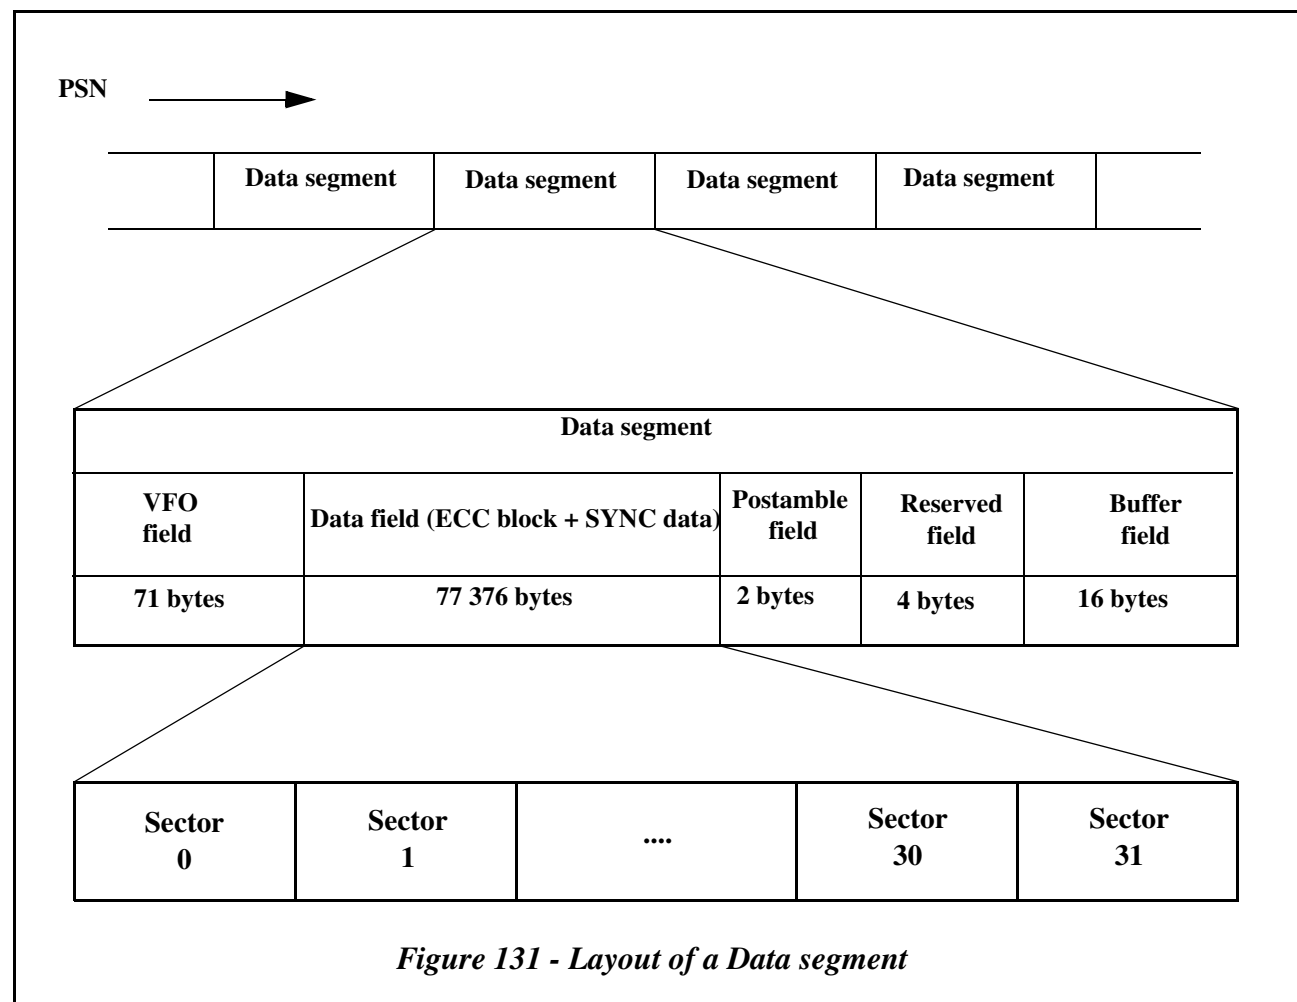 PSN
Data segment Data segment Data segment Data segment
Data segment
VFO
field
Data field (ECC block + SYNC data)
Postamble
field
Reserved
field
Buffer
field
71 bytes 77 376 bytes 2 bytes 4 bytes 16 bytes
Sector
0
Sector
1
....
Sector
30
Sector
31
Figure 131 - Layout of a Data segment